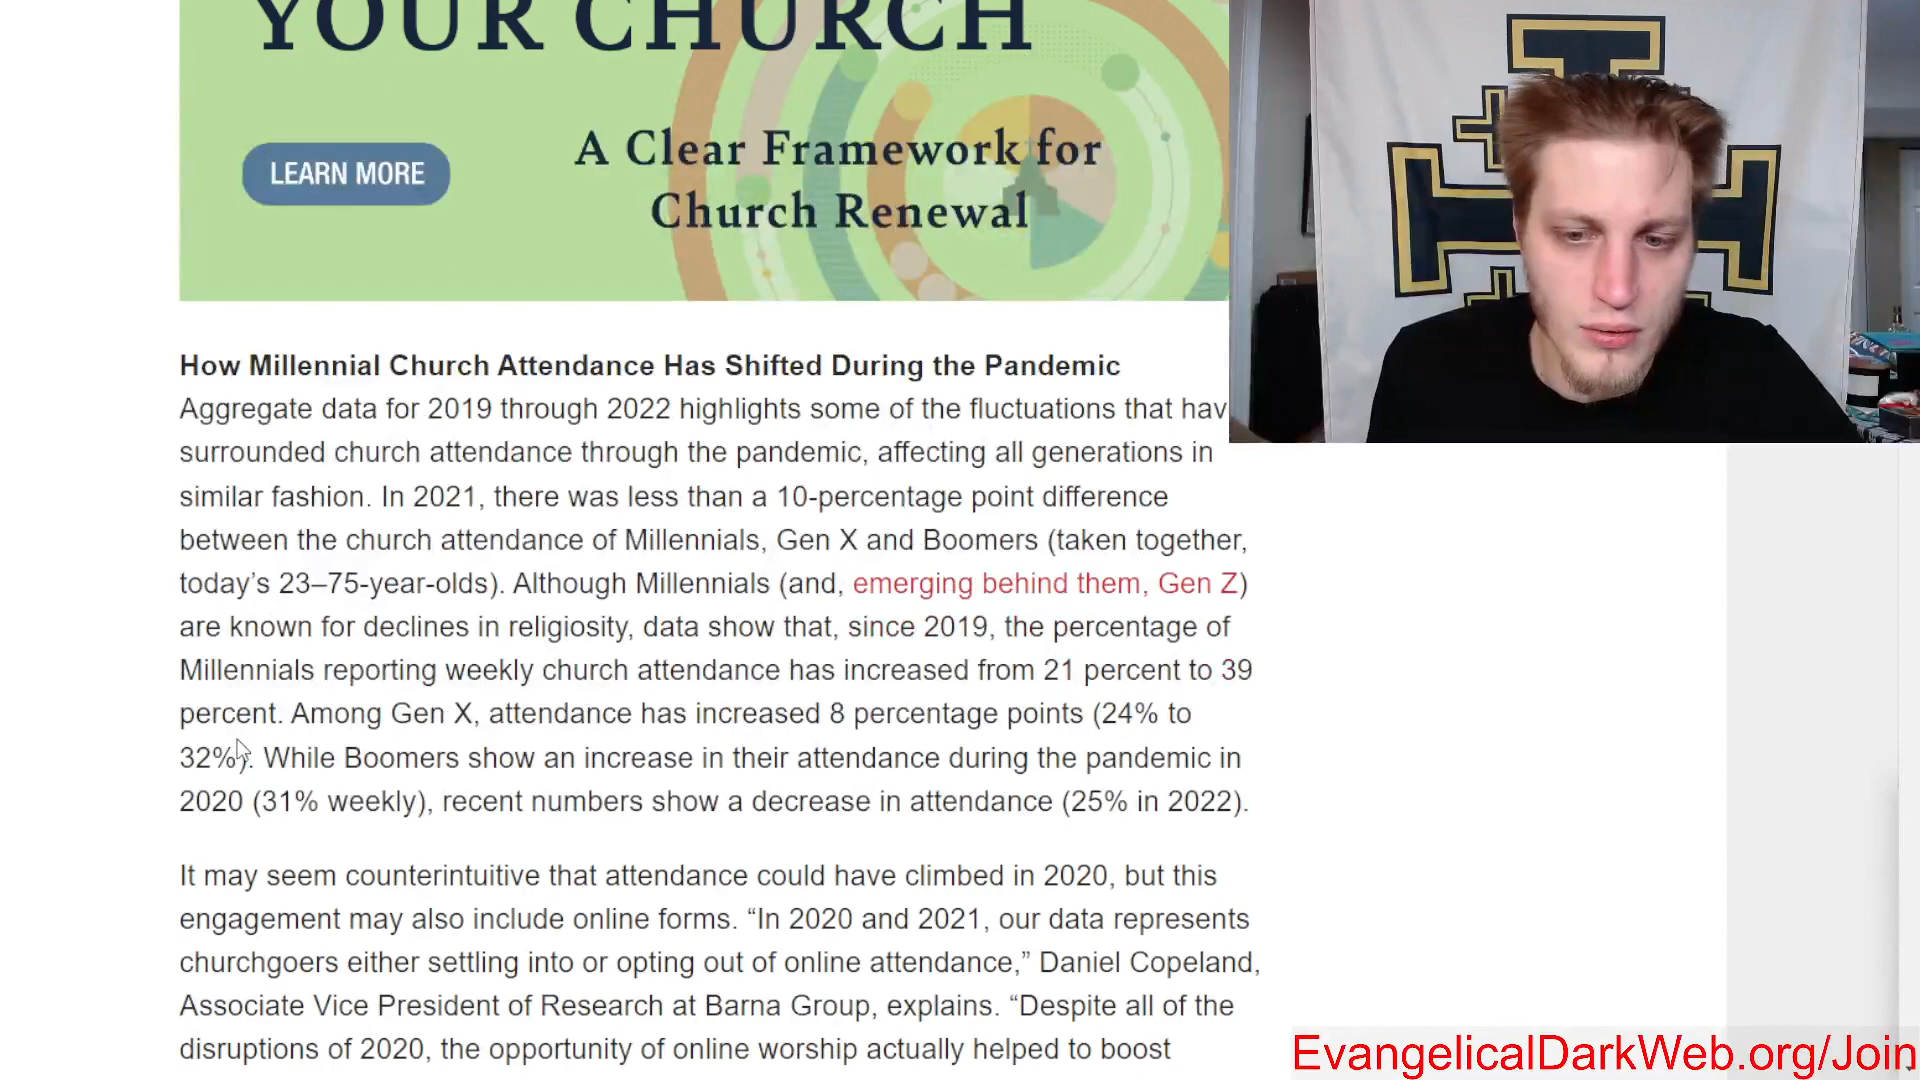 YOUR CHURCH
LEARN MORE
A Clear Framework for
Church Renewal
How Millennial Church Attendance Has Shifted During the Pandemic
Aggregate data for 2019 through 2022 highlights some of the fluctuations that hav
surrounded church attendance through the pandemic, affecting all generations in
similar fashion. In 2021, there was less than a 10-percentage point difference
between the church attendance of Millennials, Gen X and Boomers (taken together,
today’s 23–75-year-olds). Although Millennials (and, emerging behind them, Gen Z)
are known for declines in religiosity, data show that, since 2019, the percentage of
Millennials reporting weekly church attendance has increased from 21 percent to 39
percent. Among Gen X, attendance has increased 8 percentage points (24% to
32%). While Boomers show an increase in their attendance during the pandemic in
2020 (31% weekly), recent numbers show a decrease in attendance (25% in 2022).
It may seem counterintuitive that attendance could have climbed in 2020, but this
engagement may also include online forms. “In 2020 and 2021, our data represents
churchgoers either settling into or opting out of online attendance,” Daniel Copeland,
Associate Vice President of Research at Barna Group, explains. “Despite all of the
disruptions of 2020, the opportunity of online worship actually helped to boost
EvangelicalDarkWeb.org/Join